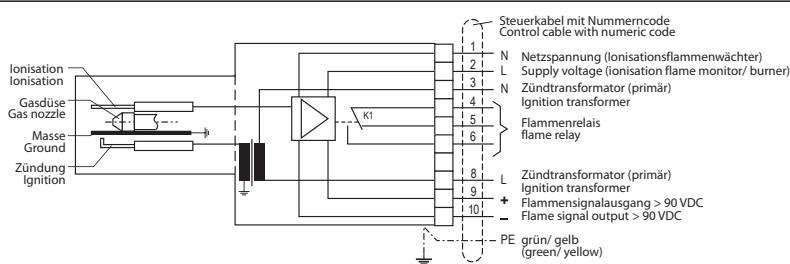 Steuerkabel mit Nummerncode
Control cable with numeric code
Ionisation
Ionisation
Gasdüse
Gas nozzle
Masse
Ground
Zündung
Ignition
K1
1
2
3
4
5
6
8
9
10
N Netzspannung (Ionisationsflammenwächter)
L Supply voltage (ionisation flame monitor/ burner)
N Zündtransformator (primär)
Ignition transformer
Flammenrelais
flame relay
L Zündtransformator (primär)
Ignition transformer
+ Flammensignalausgang > 90 VDC
– Flame signal output > 90 VDC
PE grün/ gelb
(green/ yellow)